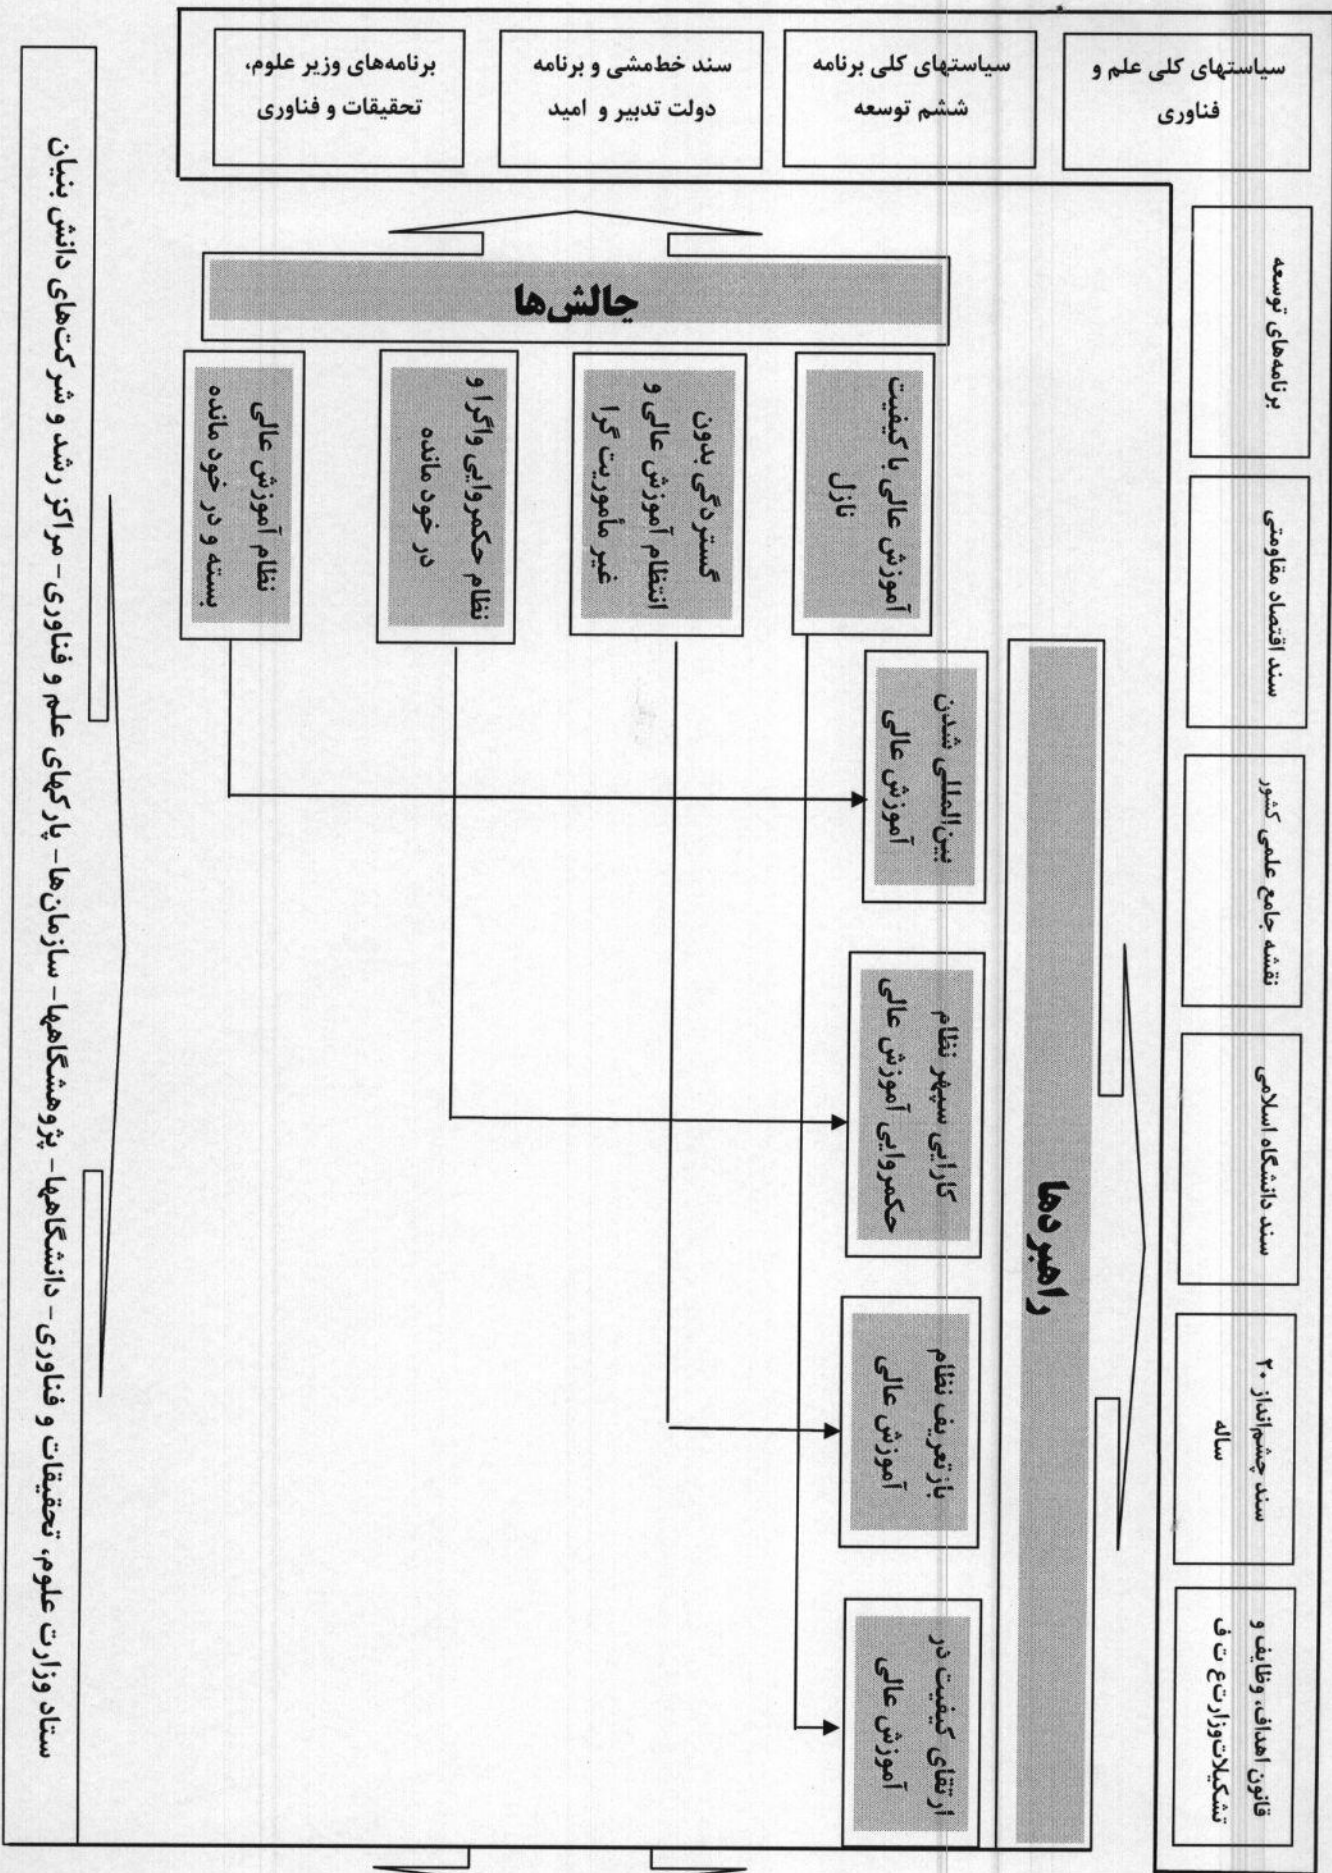 سیاستهای کلی علم و
فناوری
سیاستهای کلی برنامه
ششم توسعه
سند خط‌مشی و برنامه
دولت تدبیر و امید
برنامه‌های وزیر علوم،
تحقیقات و فناوری
برنامه‌های توسعه
سند اقتصاد مقاومتی
نقشه جامع علمی کشور
سند دانشگاه اسلامی
سند چشم‌انداز ۲۰
ساله
قانون اهداف، وظایف و
تشکیلات‌وزارت‌ع ت ف
چالش‌ها
آموزش عالی با کیفیت
نازل
گستردگی بدون
انتظام آموزش عالی و
غیر مأموریت گرا
نظام حکمروایی واگرا و
در خود مانده
نظام آموزش عالی
بسته و در خود مانده
راهبردها
بین‌المللی شدن
آموزش عالی
کارایی سپهر نظام
حکمروایی آموزش عالی
بازتعریف نظام
آموزش عالی
ارتقای کیفیت در
آموزش عالی
ستاد وزارت علوم، تحقیقات و فناوری - دانشگاهها- پژوهشگاهها- سازمان‌ها- پارکهای علم و فناوری- مراکز رشد و شرکت‌های دانش بنیان